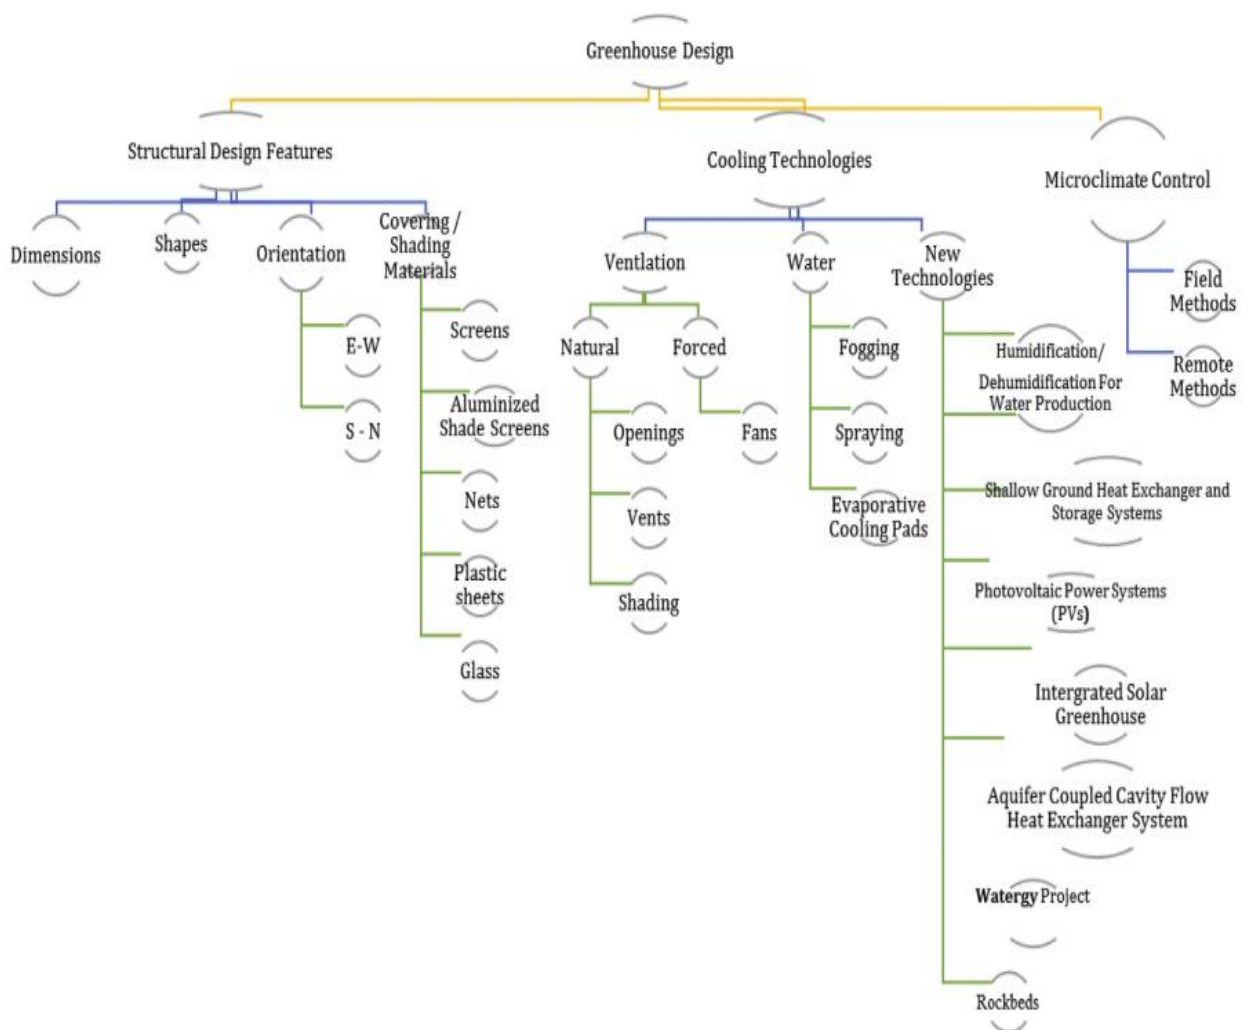 Greenhouse Design
Structural Design Features
Cooling Technologies
Microclimate Control
Dimensions
Shapes
Orientation
Covering /
Shading
Materials
E-W
S - N
Screens
Aluminized
Shade Screens
Nets
Plastic
sheets
Glass
Ventlation
Water
New
Technologies
Natural
Forced
Openings
Vents
Shading
Fans
Fogging
Spraying
Evaporative
Cooling Pads
Humidification/
Dehumidification For
Water Production
Shallow Ground Heat Exchanger and
Storage Systems
Photovoltaic Power Systems
(PVs)
Intergrated Solar
Greenhouse
Aquifer Coupled Cavity Flow
Heat Exchanger System
Watergy Project
Rockbeds
Field
Methods
Remote
Methods